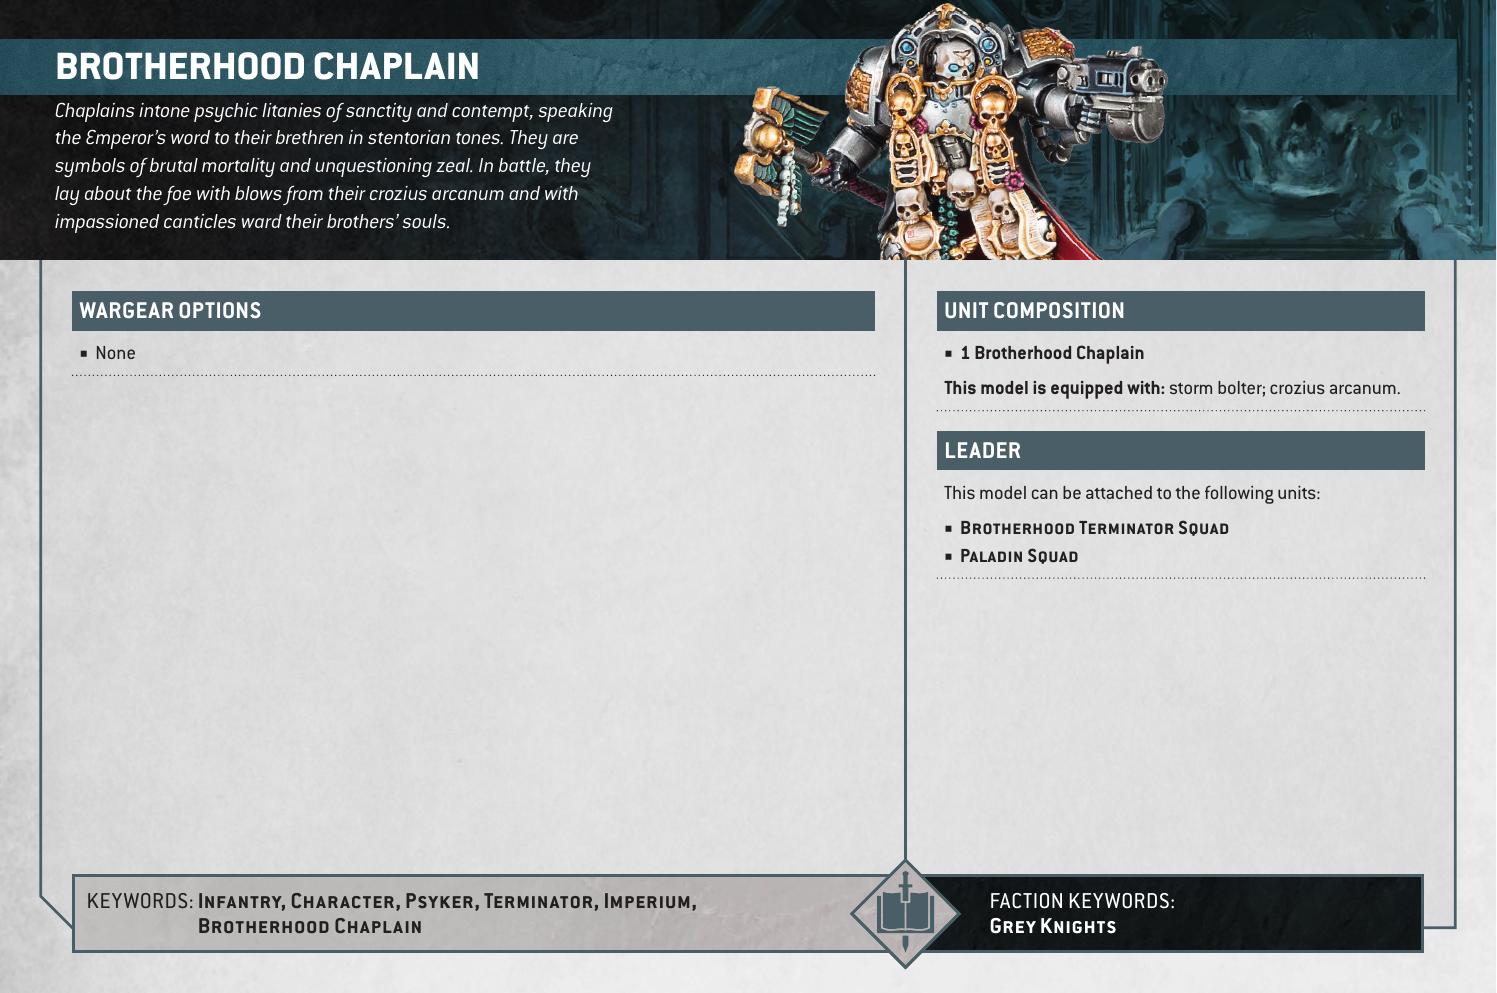 BROTHERHOOD CHAPLAIN
Chaplains intone psychic litanies of sanctity and contempt, speaking
the Emperor’s word to their brethren in stentorian tones. They are
symbols of brutal mortality and unquestioning zeal. In battle, they
lay about the foe with blows from their crozius arcanum and with
impassioned canticles ward their brothers’ souls.
WARGEAR OPTIONS
▪ None
UNIT COMPOSITION
▪ 1 Brotherhood Chaplain
This model is equipped with: storm bolter; crozius arcanum.
LEADER
This model can be attached to the following units:
▪ Brotherhood Terminator Squad
▪ Paladin Squad
KEYWORDS: Infantry, Character, Psyker, Terminator, Imperium,
Brotherhood Chaplain
FACTION KEYWORDS:
Grey Knights